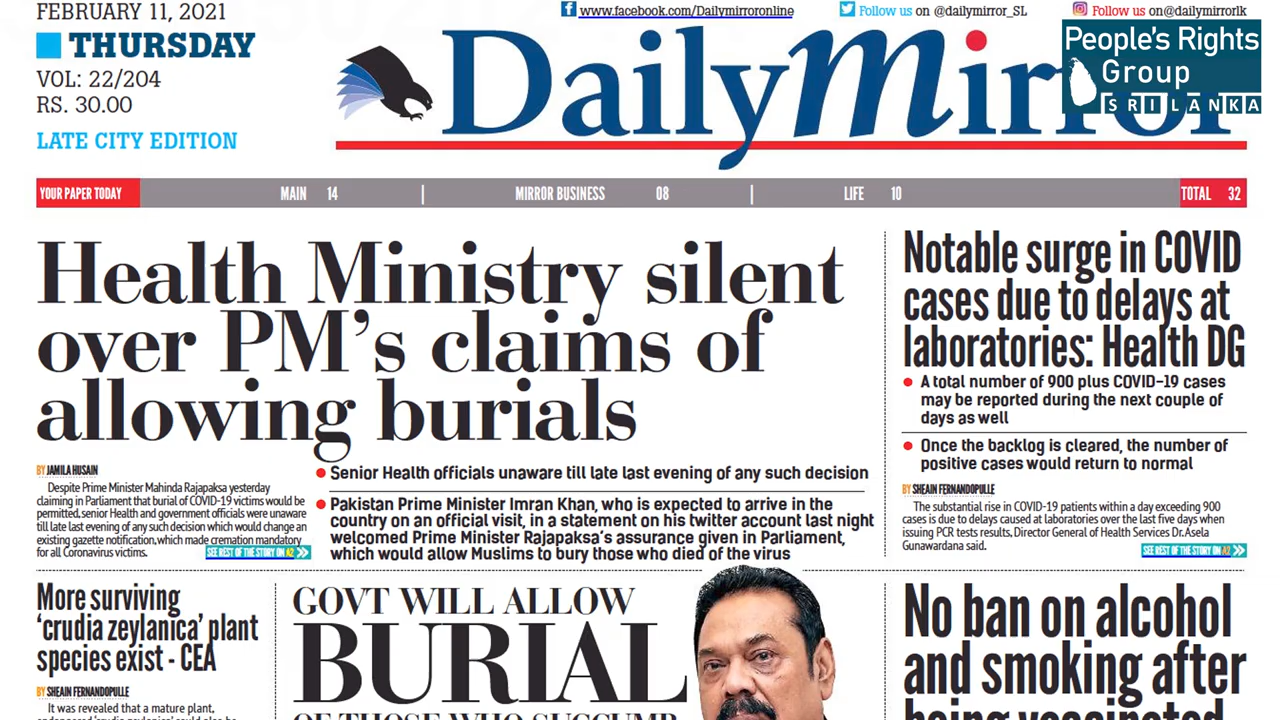 FEBRUARY 11, 2021
THURSDAY
VOL: 22/204
RS. 30.00
LATE CITY EDITION
www.facebook.com/Dailymirroronline
Follow us on @dailymirror_SL
Follow us on@dailymirrorlk
DailyMirror
People's Rights
Group
SRI LANKA
YOUR PAPER TODAY MAIN 14 | MIRROR BUSINESS 08 | LIFE 10 TOTAL 32
Health Ministry silent
over PM's claims of
allowing burials
BY JAMILA HUSAIN
Despite Prime Minister Mahinda Rajapaksa yesterday
claiming in Parliament that burial of COVID-19 victims would be
permitted, senior Health and government officials were unaware
till late last evening of any such decision which would change an
existing gazette notification, which made cremation mandatory
for all Coronavirus victims.
SEE REST OF THE STORY ON A2
Senior Health officials unaware till late last evening of any such decision
Pakistan Prime Minister Imran Khan, who is expected to arrive in the
country on an official visit, in a statement on his twitter account last night
welcomed Prime Minister Rajapaksa's assurance given in Parliament,
which would allow Muslims to bury those who died of the virus
Notable surge in COVID
cases due to delays at
laboratories: Health DG
A total number of 900 plus COVID-19 cases
may be reported during the next couple of
days as well
Once the backlog is cleared, the number of
positive cases would return to normal
BY SHEAIN FERNANDOPULLE
The substantial rise in COVID-19 patients within a day exceeding 900
cases is due to delays caused at laboratories over the last five days when
issuing PCR tests results, Director General of Health Services Dr. Asela
Gunawardana said.
SEE REST OF THE STORY ON A2
More surviving
'crudia zeylanica' plant
species exist - CEA
BY SHEAIN FERNANDOPULLE
It was revealed that a mature plant,
GOVT WILL ALLOW
BURIAL
OF THOSE WHO SUCCUMB
No ban on alcohol
and smoking after
being vaccinated